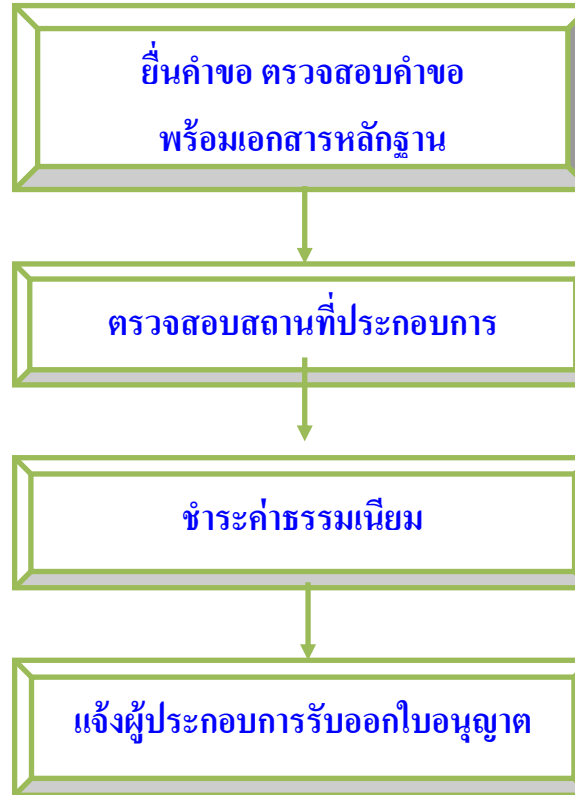 ยื่นคำขอ ตรวจสอบคำขอ
พร้อมเอกสารหลักฐาน
ตรวจสอบสถานที่ประกอบการ
ชำระค่าธรรมเนียม
แจ้งผู้ประกอบการรับออกใบอนุญาต